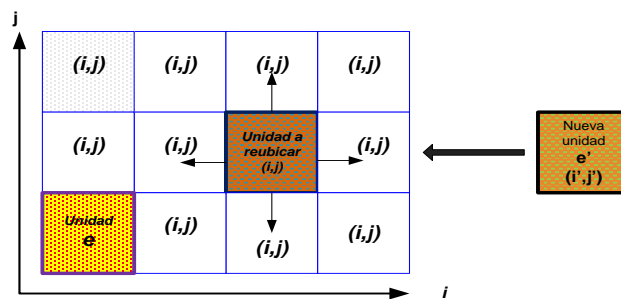 j
(i,j) (i,j) (i,j) (i,j)
(i,j) (i,j) Unidad a
reubicar
(i,j) (i,j)
Unidad
e (i,j) (i,j) (i,j)
Nueva
unidad
e'
(i',j')
i